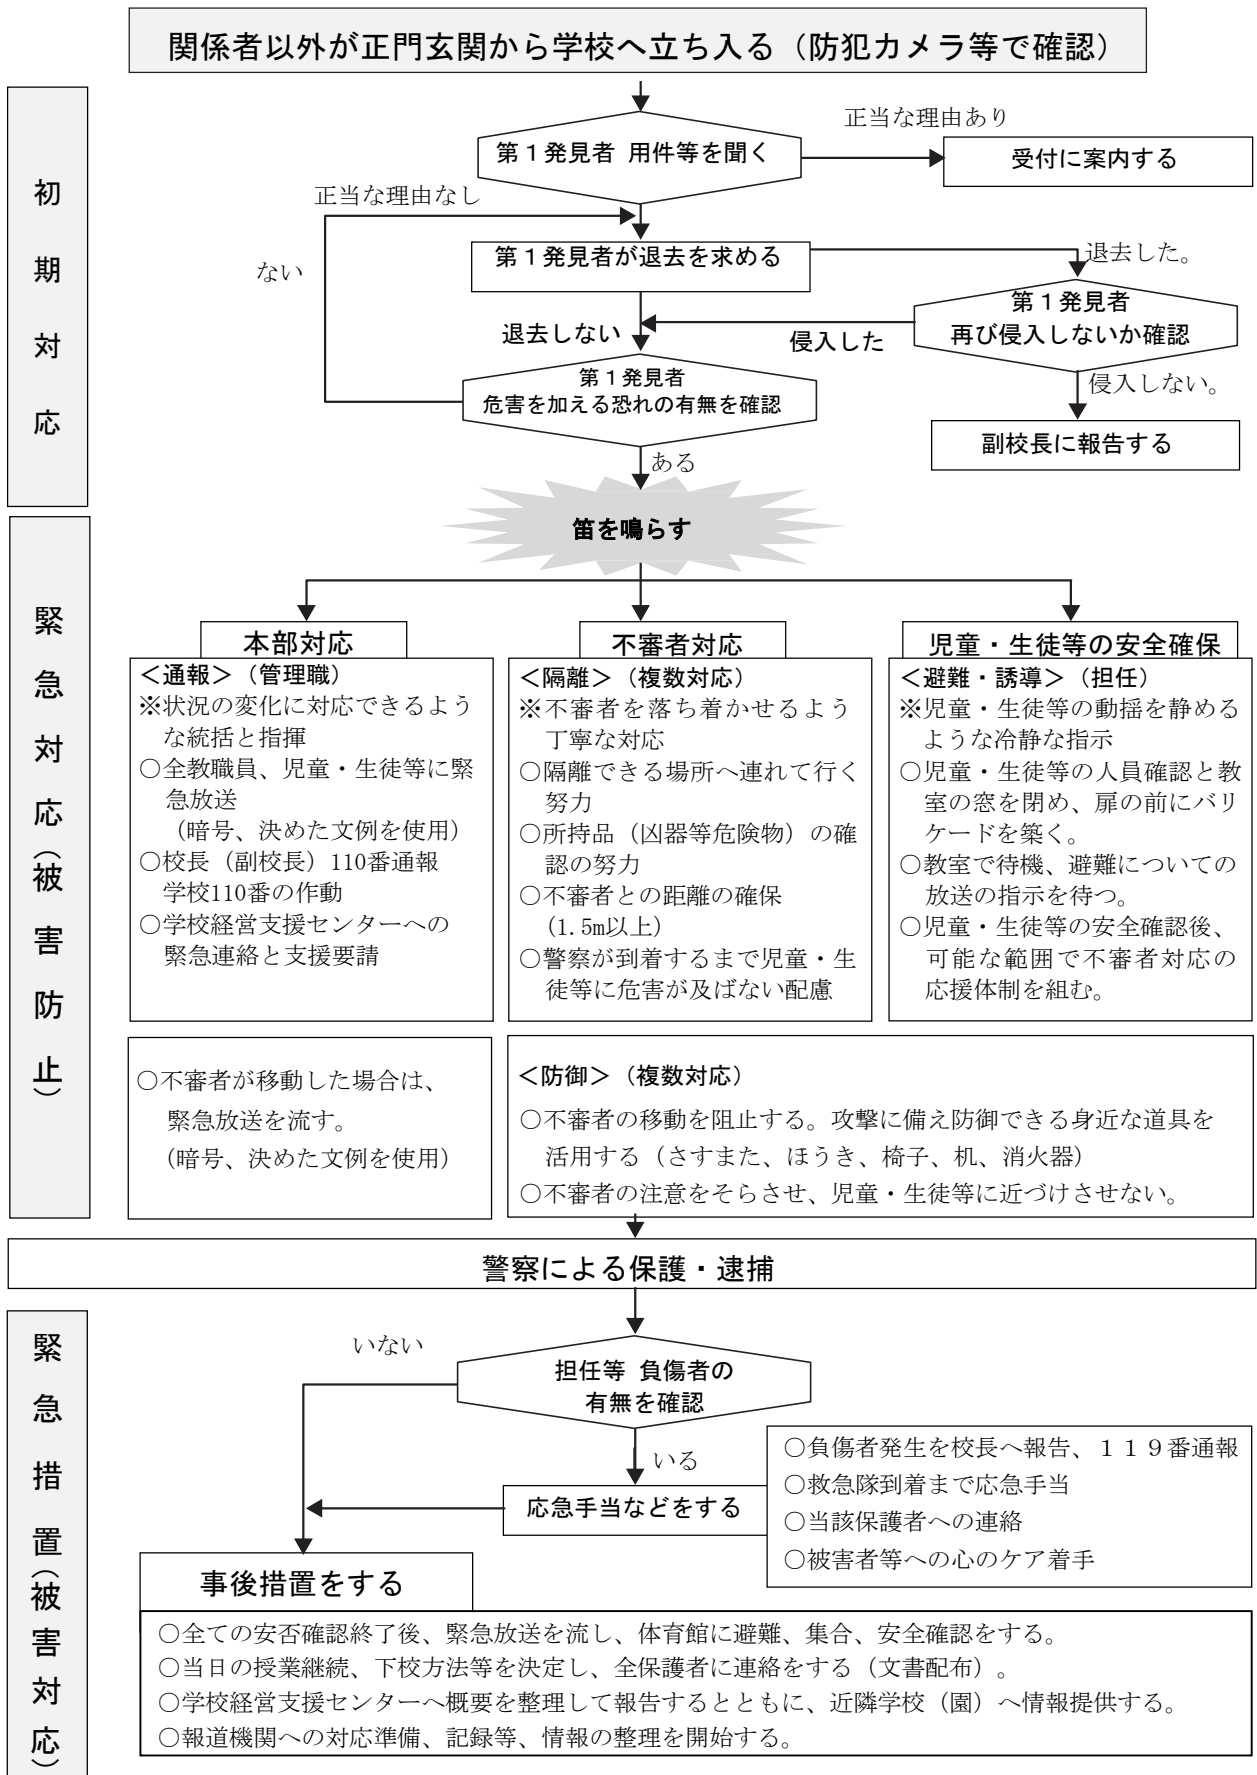 関係者以外が正門玄関から学校へ立ち入る（防犯カメラ等で確認）
初期対応
第１発見者 用件等を聞く
正当な理由あり
受付に案内する
正当な理由なし
第１発見者が退去を求める
ない
退去した。
第１発見者
再び侵入しないか確認
退去しない
侵入した
第１発見者
危害を加える恐れの有無を確認
侵入しない。
副校長に報告する
ある
笛を鳴らす
緊急対応（被害防止）
本部対応
＜通報＞（管理職）
※状況の変化に対応できるよう
な統括と指揮
○全教職員、児童・生徒等に緊
急放送
（暗号、決めた文例を使用）
○校長（副校長）110番通報
学校110番の作動
○学校経営支援センターへの
緊急連絡と支援要請
不審者対応
＜隔離＞（複数対応）
※不審者を落ち着かせるよう
丁寧な対応
○隔離できる場所へ連れて行く
努力
○所持品（凶器等危険物）の確
認の努力
○不審者との距離の確保
(1.5m以上）
○警察が到着するまで児童・生
徒等に危害が及ばない配慮
児童・生徒等の安全確保
＜避難・誘導＞（担任）
※児童・生徒等の動揺を静める
ような冷静な指示
○児童・生徒等の人員確認と教
室の窓を閉め、扉の前にバリ
ケードを築く。
○教室で待機、避難についての
放送の指示を待つ。
○児童・生徒等の安全確認後、
可能な範囲で不審者対応の
応援体制を組む。
○不審者が移動した場合は、
緊急放送を流す。
（暗号、決めた文例を使用）
＜防御＞（複数対応）
○不審者の移動を阻止する。攻撃に備え防御できる身近な道具を
活用する（さすまた、ほうき、椅子、机、消火器）
○不審者の注意をそらさせ、児童・生徒等に近づけさせない。
警察による保護・逮捕
緊急措置（被害対応）
いない
担任等 負傷者の
有無を確認
いる
応急手当などをする
○負傷者発生を校長へ報告、１１９番通報
○救急隊到着まで応急手当
○当該保護者への連絡
○被害者等への心のケア着手
事後措置をする
○全ての安否確認終了後、緊急放送を流し、体育館に避難、集合、安全確認をする。
○当日の授業継続、下校方法等を決定し、全保護者に連絡をする（文書配布）。
○学校経営支援センターへ概要を整理して報告するとともに、近隣学校（園）へ情報提供する。
○報道機関への対応準備、記録等、情報の整理を開始する。